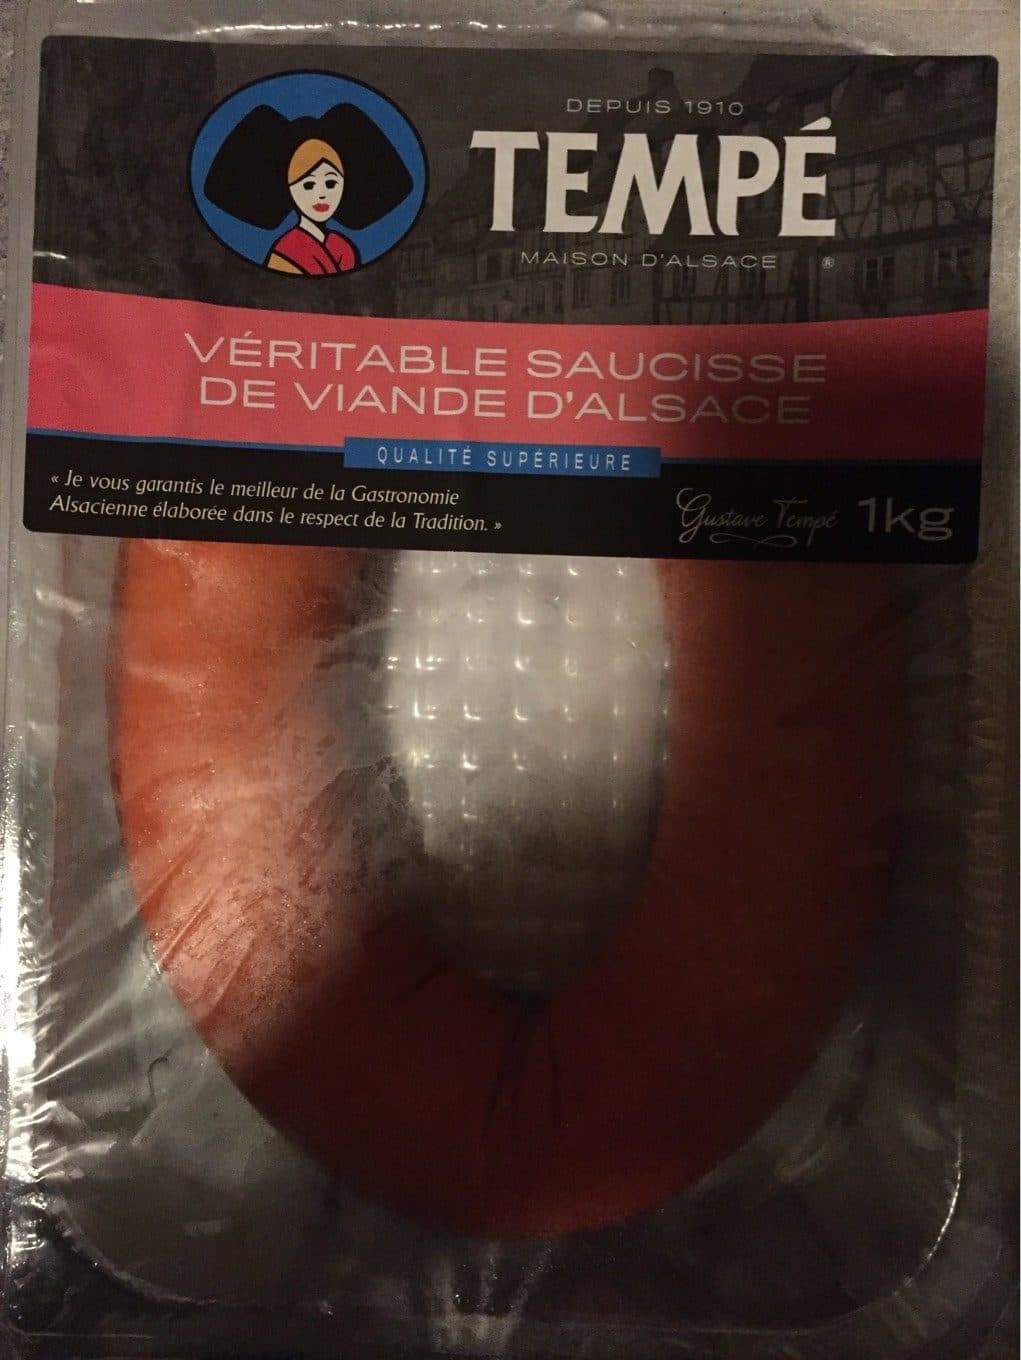 DEPUIS 1910
TEMPÉ
MAISON D'ALSACE ®
VÉRITABLE SAUCISSE
DE VIANDE D'ALSACE
QUALITÉ SUPÉRIEURE
« Je vous garantis le meilleur de la Gastronomie
Alsacienne élaborée dans le respect de la Tradition. »
Gustave Tempé 1kg